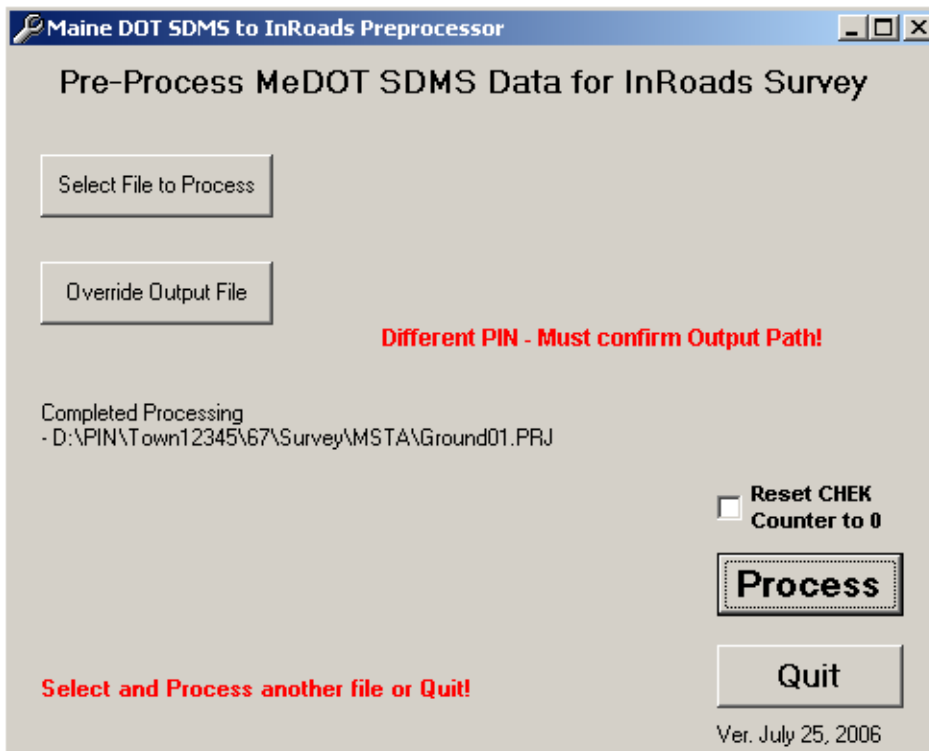 Maine DOT SDMS to InRoads Preprocessor
Pre-Process MeDOT SDMS Data for InRoads Survey
Select File to Process
Override Output File
Different PIN - Must confirm Output Path!
Completed Processing
- D:\PIN\Town12345\67\Survey\MSTA\Ground01.PRJ
Reset CHEK
Counter to 0
Process
Select and Process another file or Quit!
Quit
Ver. July 25, 2006